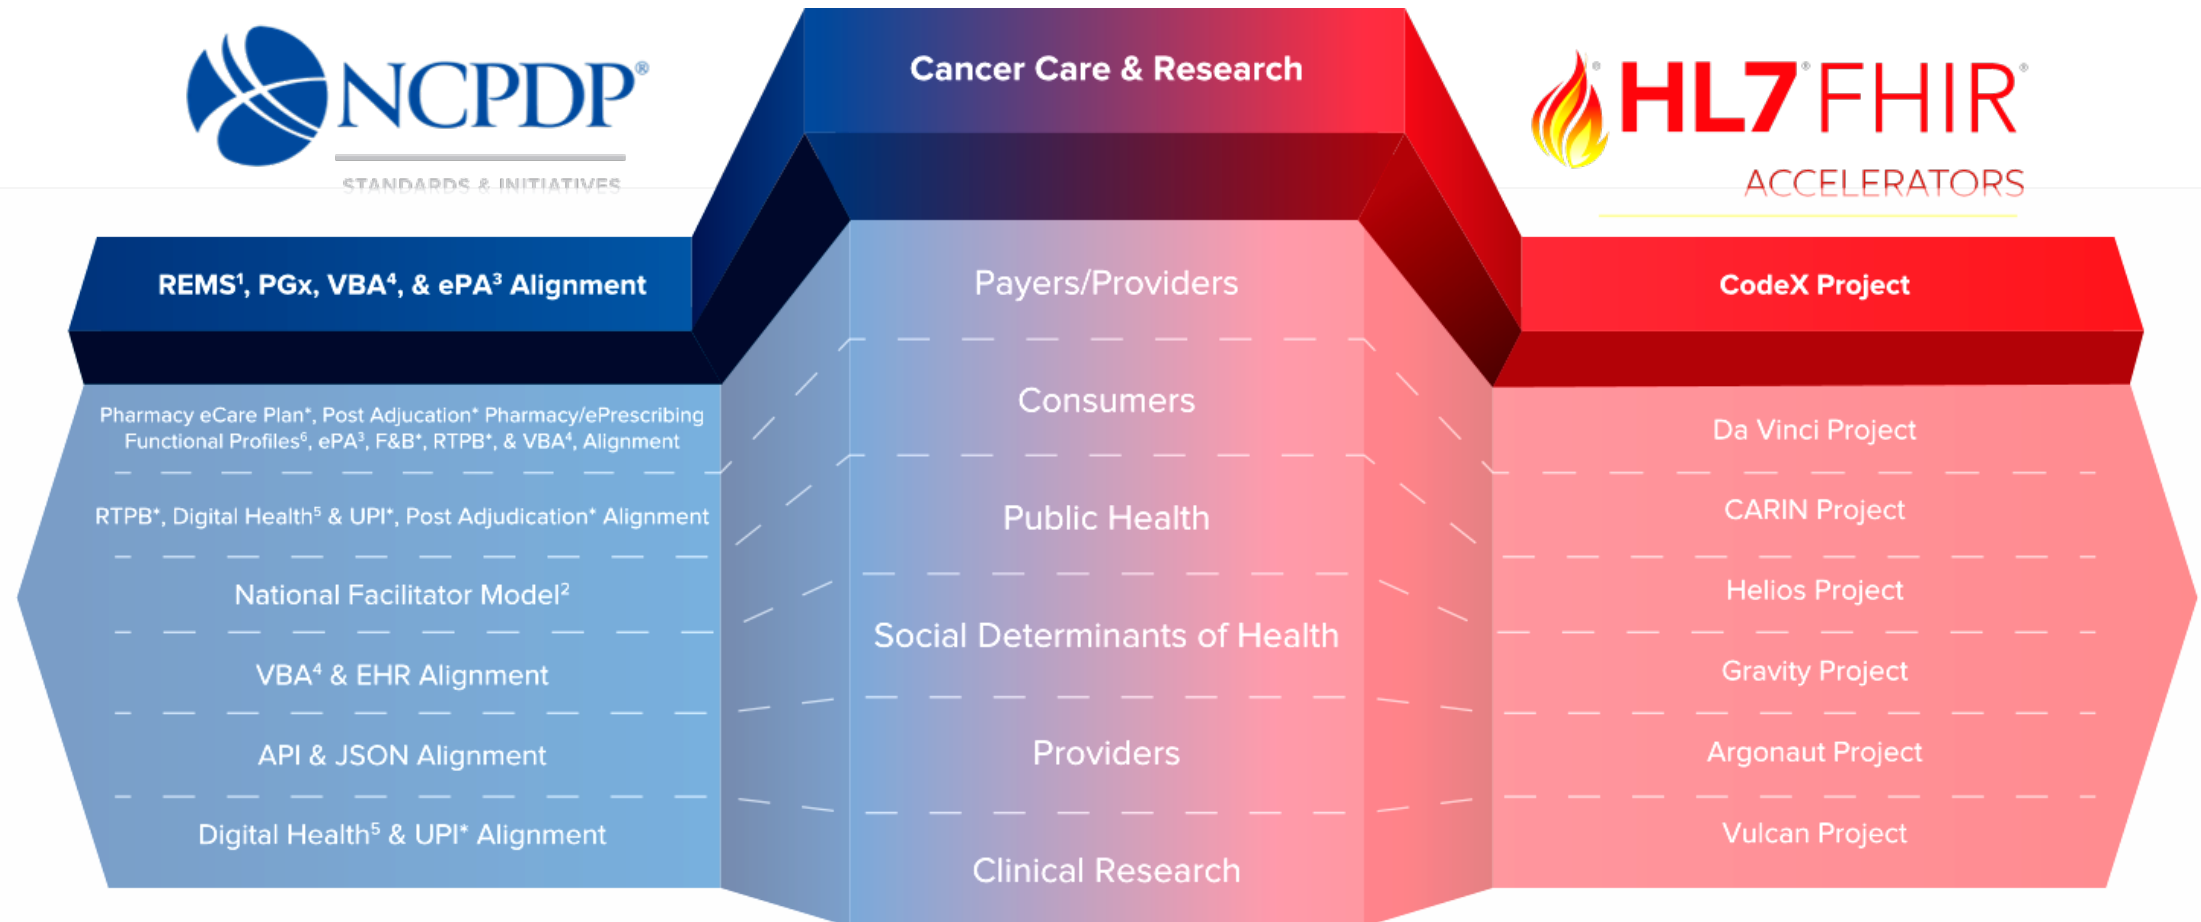 NCPDP®
STANDARDS & INITIATIVES
Cancer Care & Research
HL7® FHIR®
ACCELERATORS
REMS¹, PGx, VBA⁴, & ePA³ Alignment
CodeX Project
Payers/Providers
Pharmacy eCare Plan*, Post Adjucation* Pharmacy/ePrescribing
Functional Profiles⁶, ePA³, F&B*, RTPB*, & VBA⁴, Alignment
Da Vinci Project
Consumers
RTPB*, Digital Health⁵ & UPI*, Post Adjudication* Alignment
CARIN Project
Public Health
National Facilitator Model²
Helios Project
Social Determinants of Health
VBA⁴ & EHR Alignment
Gravity Project
Providers
API & JSON Alignment
Argonaut Project
Clinical Research
Digital Health⁵ & UPI* Alignment
Vulcan Project